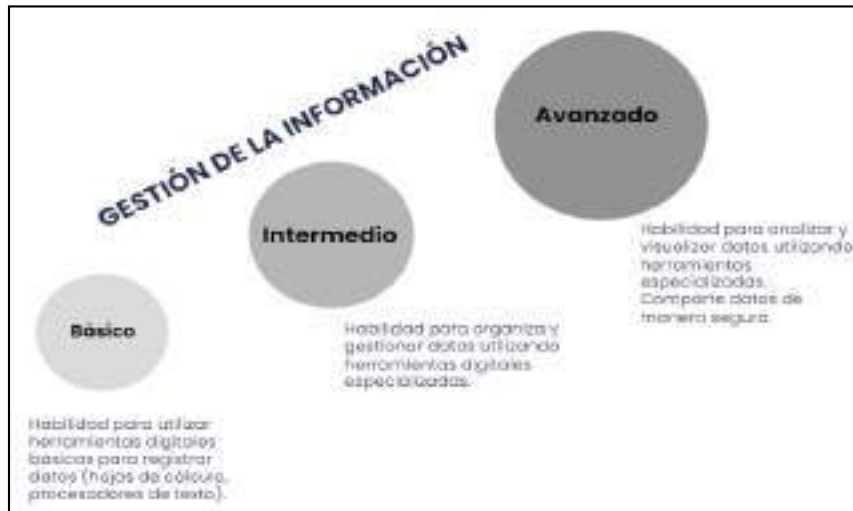 GESTIÓN DE LA INFORMACIÓN
Avanzado
Habilidad para analizar y
visualizar datos utilizando
herramientas
especializadas.
Comparte datos de
manera segura.
Intermedio
Habilidad para organiza y
gestionar datos utilizando
herramientas digitales
especializadas.
Básico
Habilidad para utilizar
herramientas digitales
básicas para registrar
datos (hojas de cálculo,
procesadores de texto).